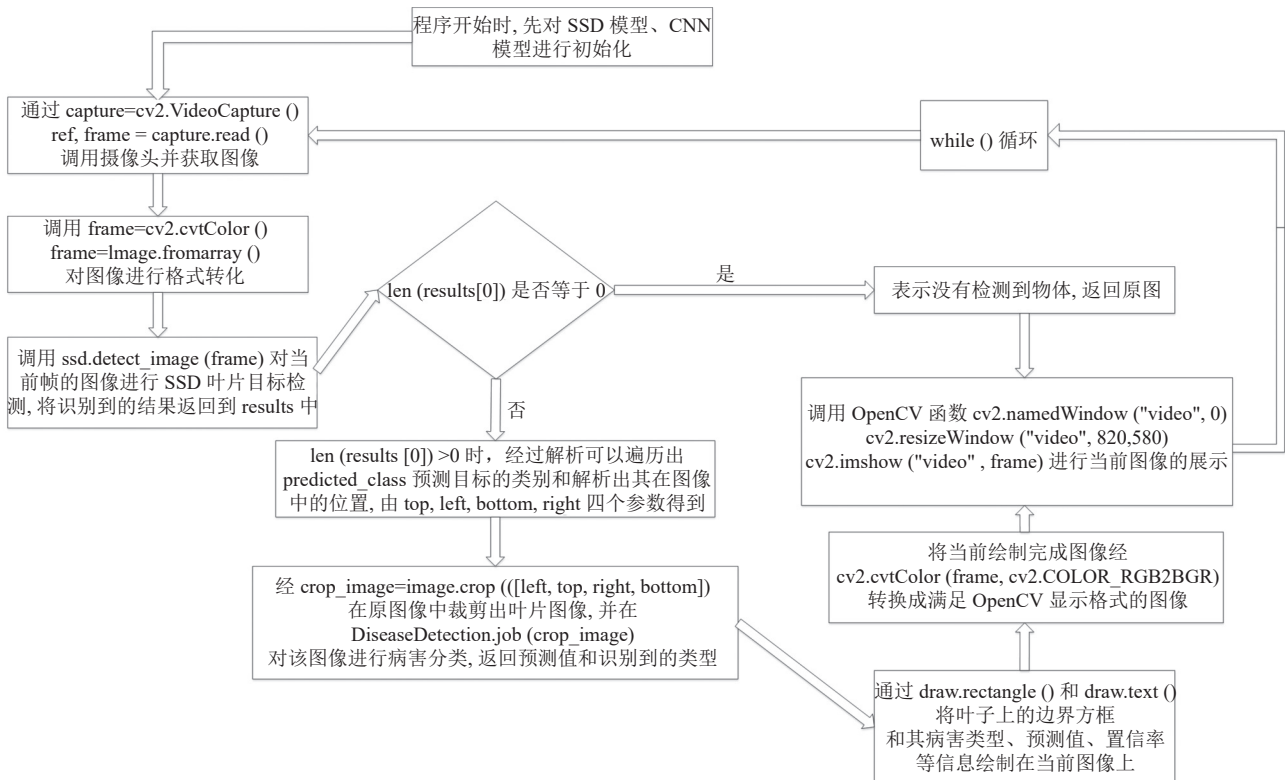 程序开始时, 先对 SSD 模型、CNN
模型进行初始化
通过 capture=cv2.VideoCapture ()
ref, frame = capture.read ()
调用摄像头并获取图像
while () 循环
调用 frame=cv2.cvtColor ()
frame=lmage.fromarray ()
对图像进行格式转化
len (results[0]) 是否等于 0
是
表示没有检测到物体, 返回原图
调用 ssd.detect_image (frame) 对当
前帧的图像进行 SSD 叶片目标检
测, 将识别到的结果返回到 results 中
否
调用 OpenCV 函数 cv2.namedWindow ("video", 0)
cv2.resizeWindow ("video", 820,580)
cv2.imshow ("video" , frame) 进行当前图像的展示
len (results [0]) >0 时，经过解析可以遍历出
predicted_class 预测目标的类别和解析出其在图像
中的位置, 由 top, left, bottom, right 四个参数得到
将当前绘制完成图像经
cv2.cvtColor (frame, cv2.COLOR_RGB2BGR)
转换成满足 OpenCV 显示格式的图像
经 crop_image=image.crop (([left, top, right, bottom])
在原图像中裁剪出叶片图像, 并在
DiseaseDetection.job (crop_image)
对该图像进行病害分类, 返回预测值和识别到的类型
通过 draw.rectangle () 和 draw.text ()
将叶子上的边界方框
和其病害类型、预测值、置信率
等信息绘制在当前图像上